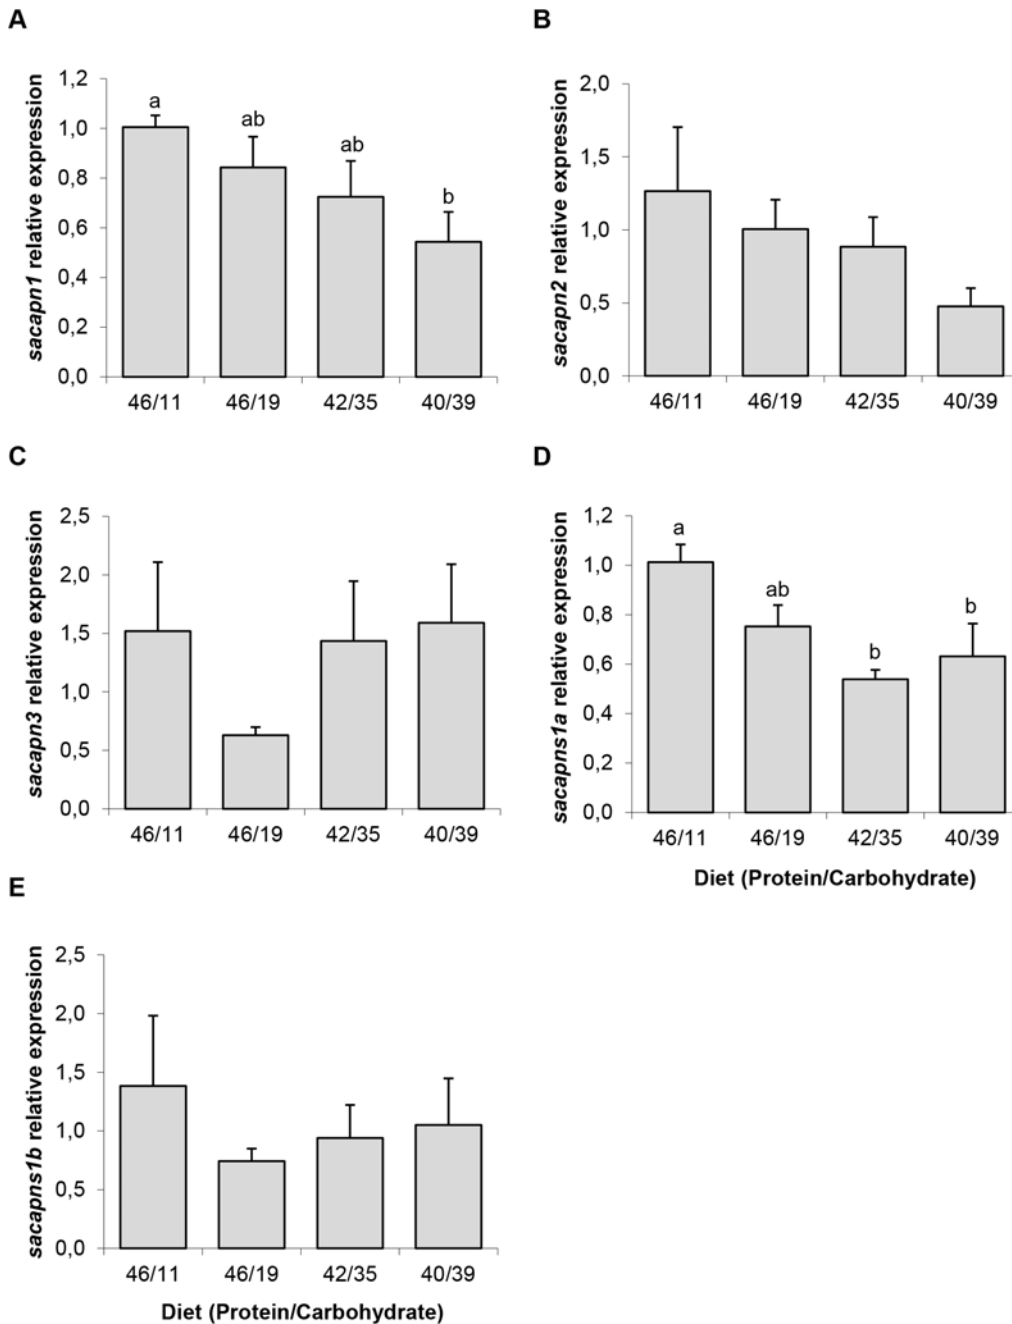 A
sacapn1 relative expression
1,2
1,0
0,8
0,6
0,4
0,2
0,0
a
ab
ab
b
46/11 46/19 42/35 40/39
B
sacapn2 relative expression
2,0
1,5
1,0
0,5
0,0
46/11 46/19 42/35 40/39
C
sacapn3 relative expression
2,5
2,0
1,5
1,0
0,5
0,0
46/11 46/19 42/35 40/39
D
sacapns1a relative expression
1,2
1,0
0,8
0,6
0,4
0,2
0,0
a
ab
b
b
46/11 46/19 42/35 40/39
Diet (Protein/Carbohydrate)
E
sacapns1b relative expression
2,5
2,0
1,5
1,0
0,5
0,0
46/11 46/19 42/35 40/39
Diet (Protein/Carbohydrate)